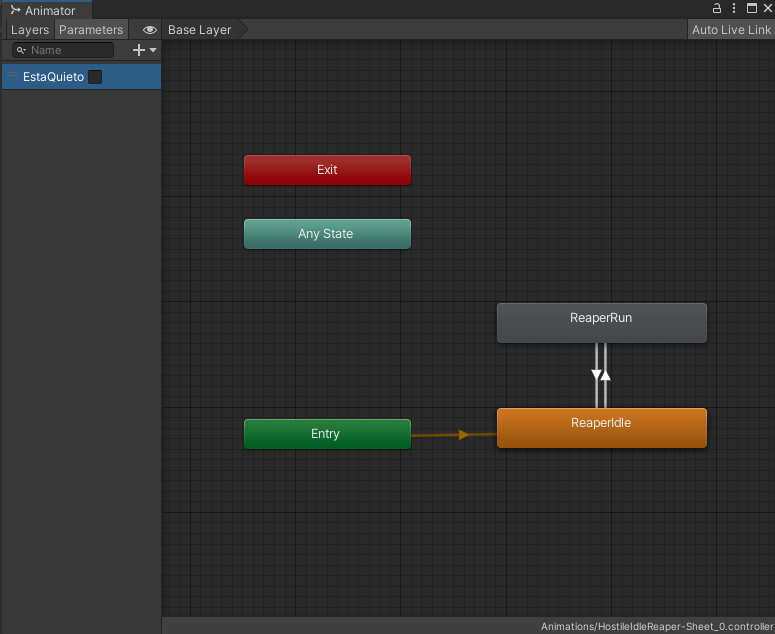 Animator
Layers Parameters
Base Layer
Auto Live Link
Name
EstaQuieto
Exit
Any State
ReaperRun
ReaperIdle
Entry
Animations/HostileIdleReaper-Sheet_0.controller